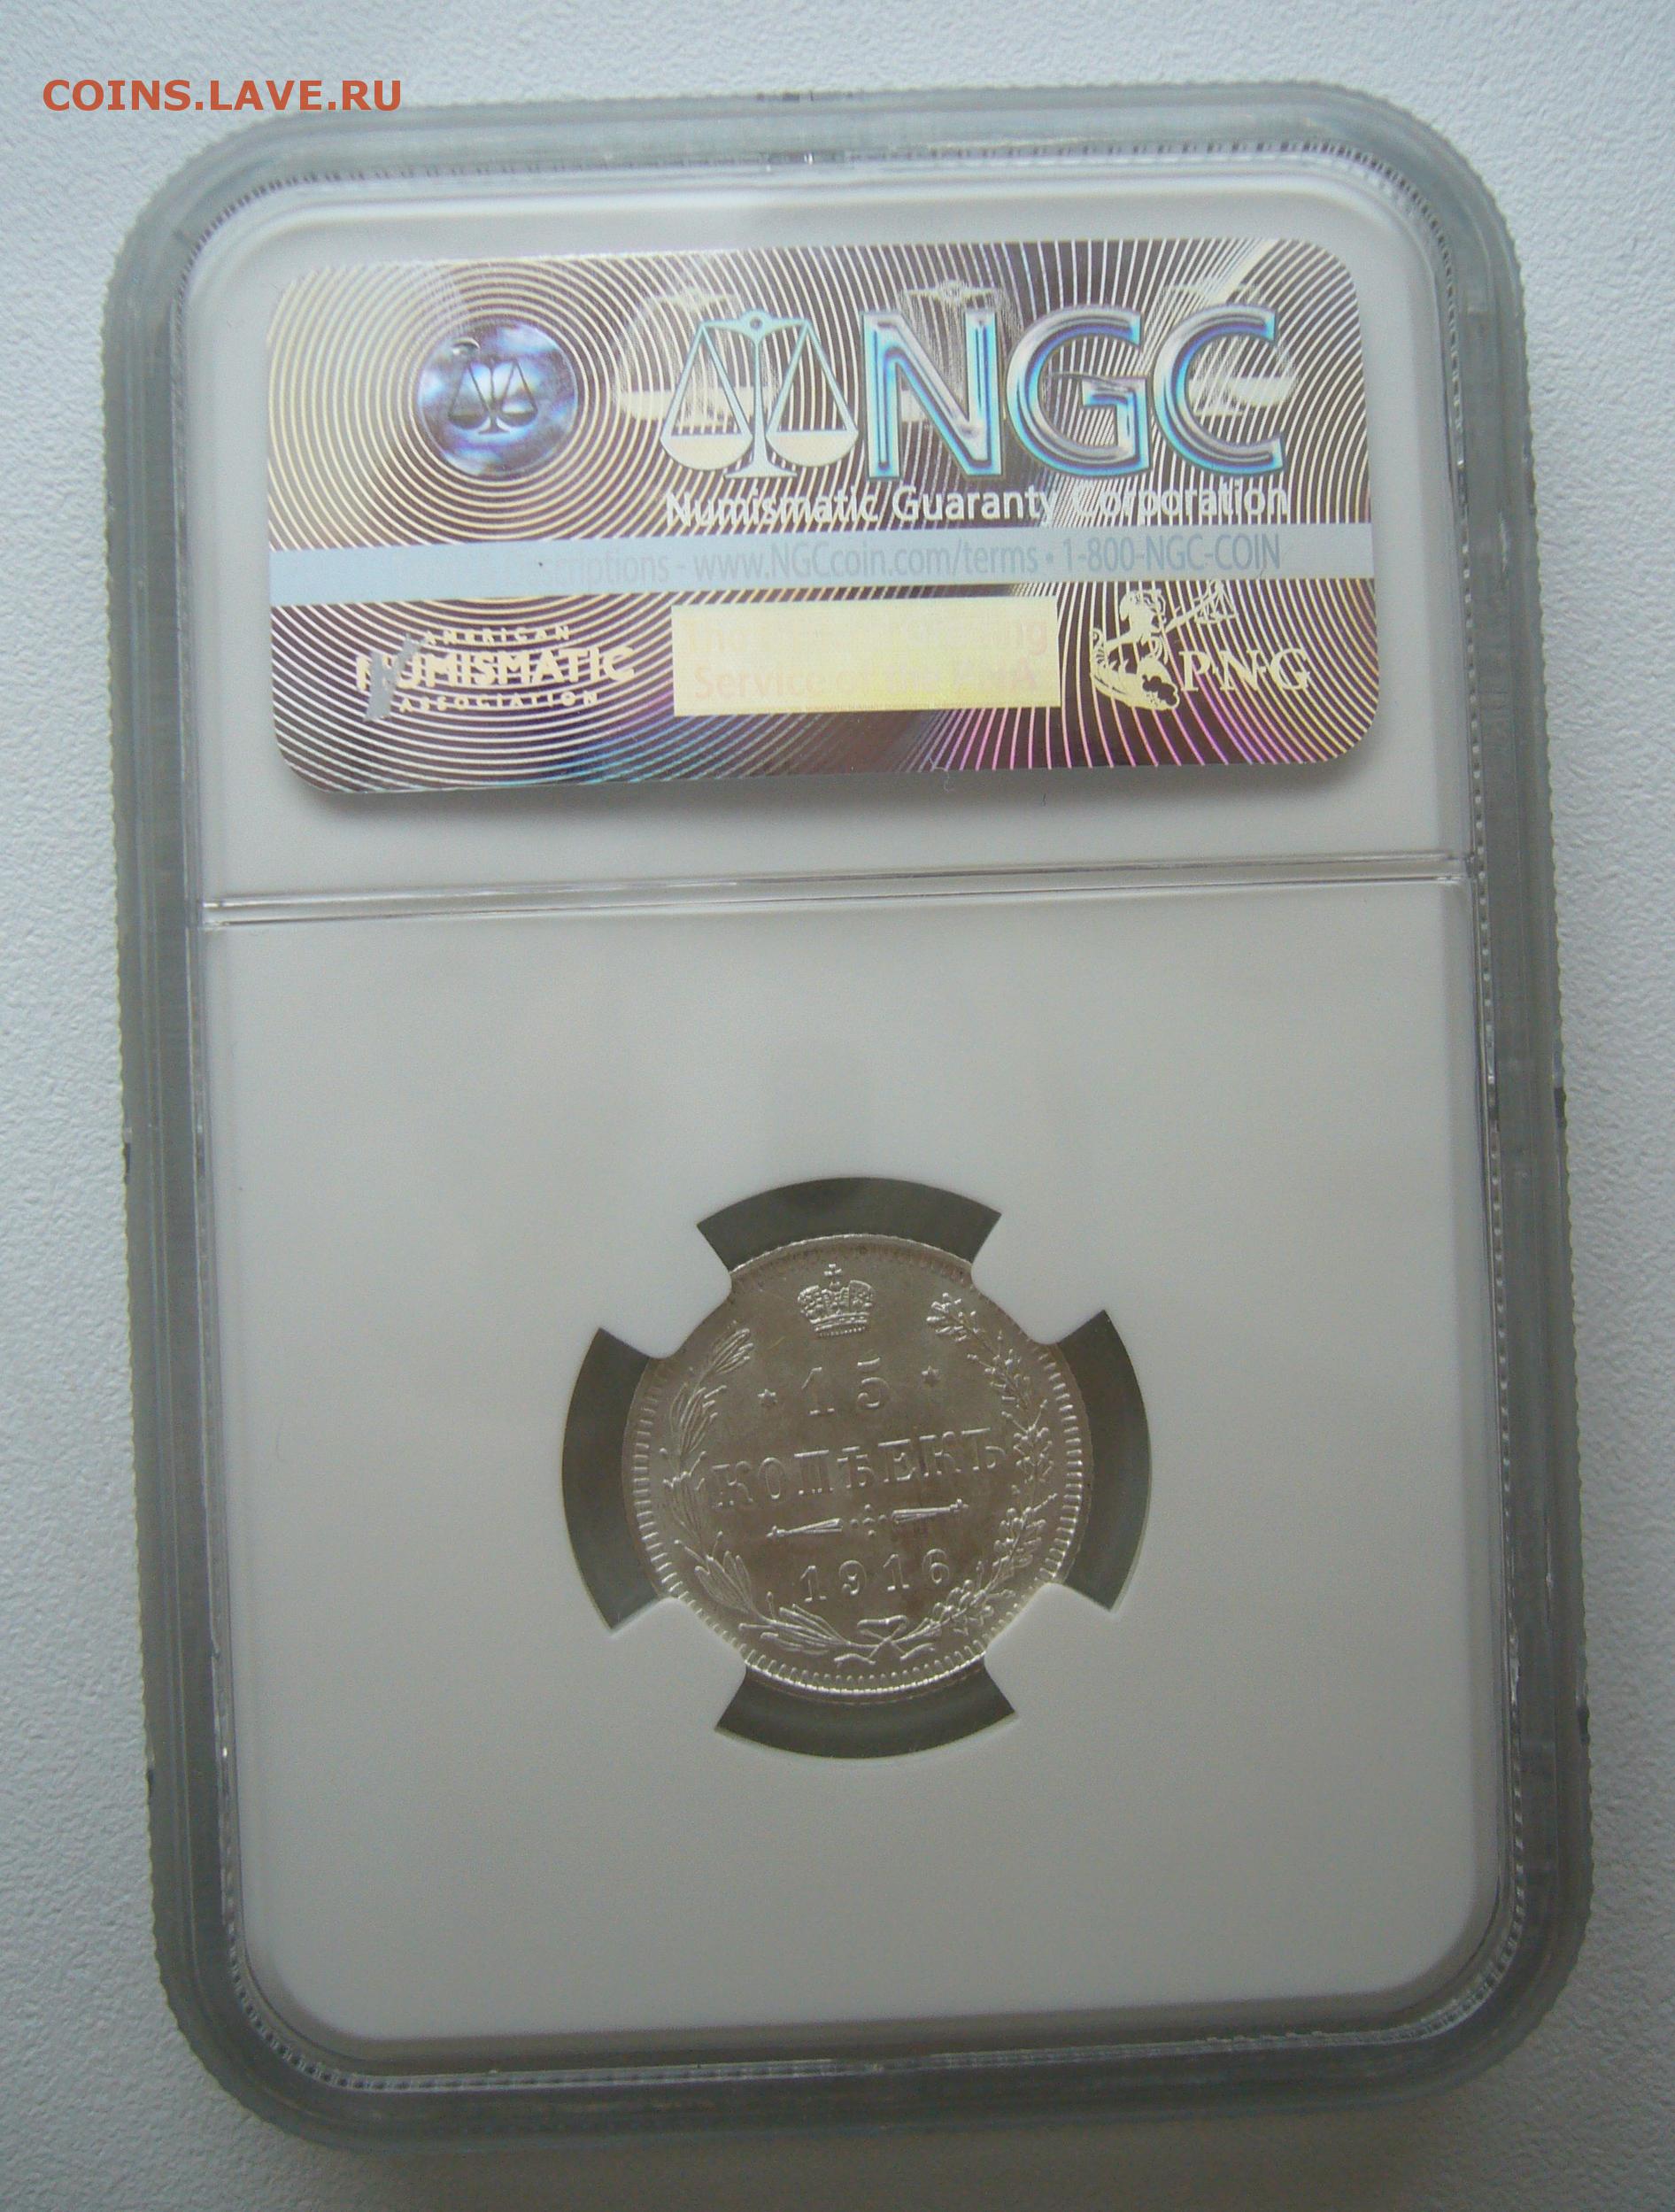 COINS.LAVE.RU
NGC
Numismatic Guaranty Corporation
www.NGCcoin.com/terms • 1-800-NGC-COIN
AMERICAN
NUMISMATIC
ASSOCIATION
Service
PNG
* 15 *
КОПѢЕКЪ
1916